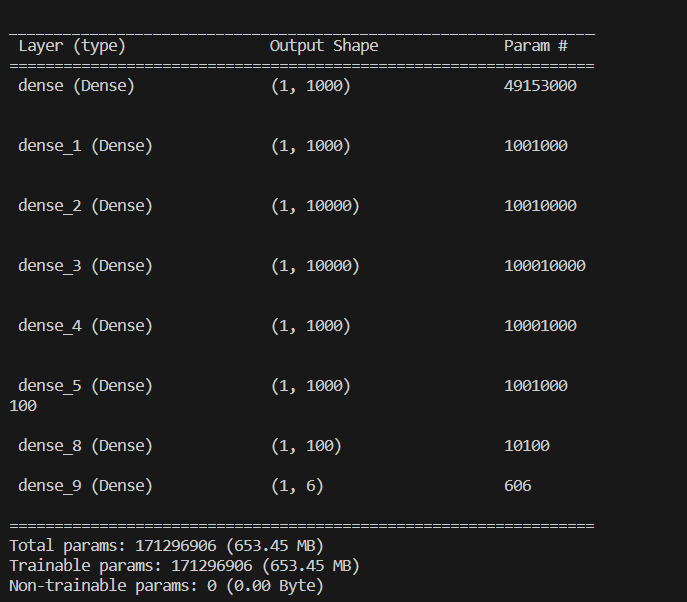 Layer (type)                Output Shape              Param #
=================================================================
dense (Dense)               (1, 1000)                 49153000
dense_1 (Dense)             (1, 1000)                 1001000
dense_2 (Dense)             (1, 10000)                10010000
dense_3 (Dense)             (1, 10000)                100010000
dense_4 (Dense)             (1, 1000)                 10001000
dense_5 (Dense)             (1, 1000)                 1001000
100
dense_8 (Dense)             (1, 100)                  10100
dense_9 (Dense)             (1, 6)                    606
=================================================================
Total params: 171296906 (653.45 MB)
Trainable params: 171296906 (653.45 MB)
Non-trainable params: 0 (0.00 Byte)